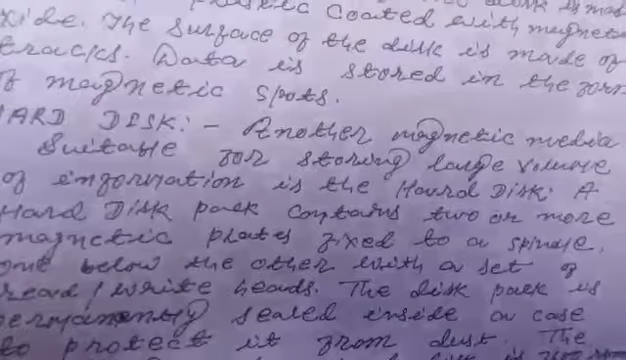 Plastic coated with magnetic
xide. The surface of the disk is made of
tracks. Data is stored in the form
of magnetic spots.
HARD DISK: - Another magnetic media
Suitable for storing large volume
of information is the Hard Disk. A
Hard Disk pack contains two or more
magnetic plates fixed to a spindle,
one below the other with a set of
read / write heads. The disk pack is
permanently sealed inside a case
to protect it from dust. The